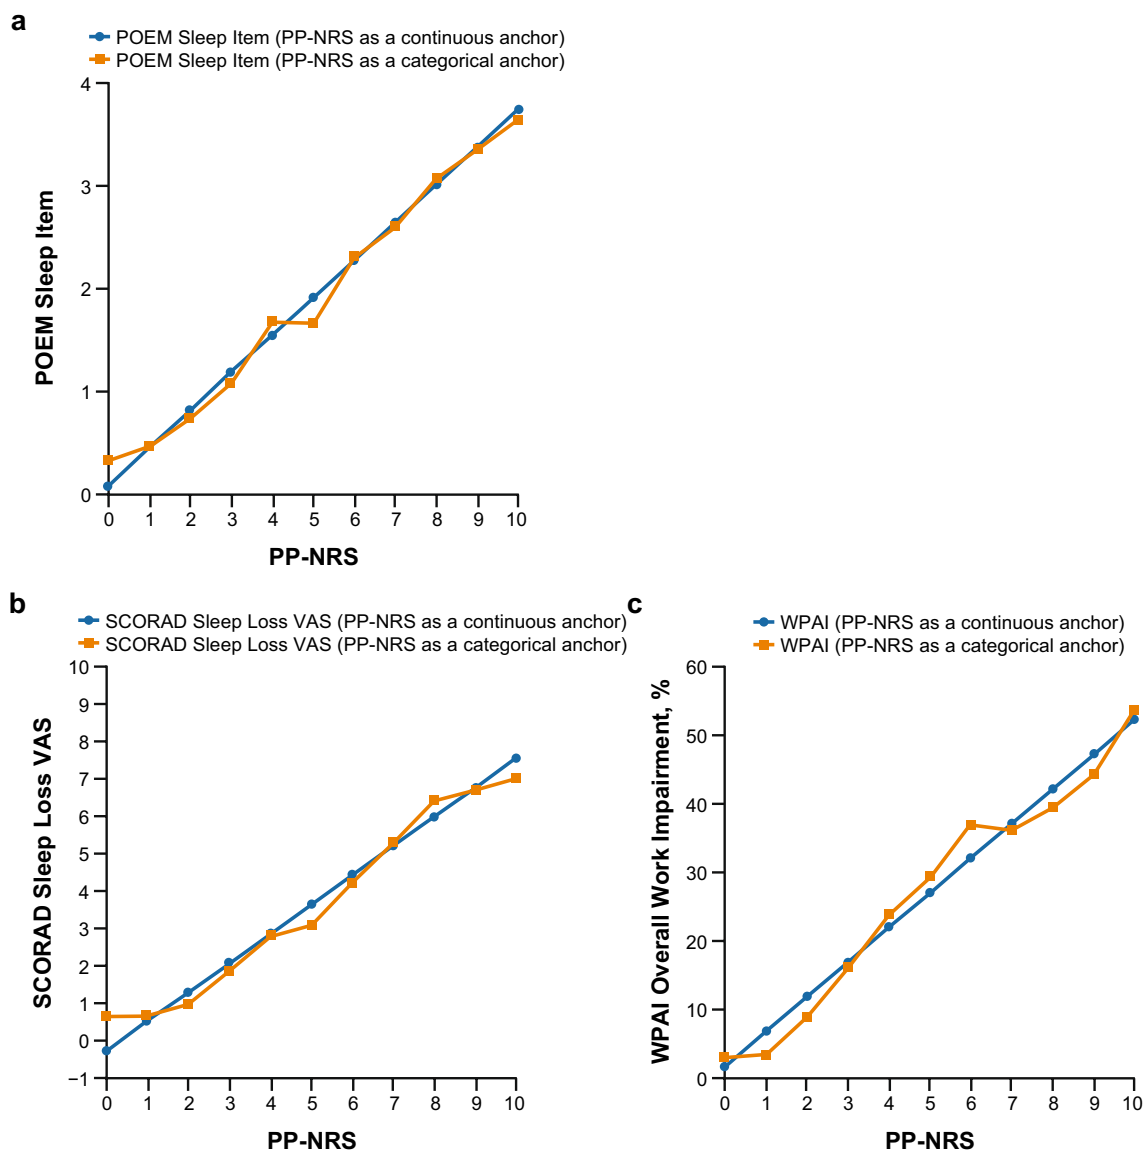 a
POEM Sleep Item (PP-NRS as a continuous anchor)
POEM Sleep Item (PP-NRS as a categorical anchor)
4
3
2
1
0
POEM Sleep Item
0 1 2 3 4 5 6 7 8 9 10
PP-NRS
b
SCORAD Sleep Loss VAS (PP-NRS as a continuous anchor)
SCORAD Sleep Loss VAS (PP-NRS as a categorical anchor)
10
9
8
7
6
5
4
3
2
1
0
−1
SCORAD Sleep Loss VAS
0 1 2 3 4 5 6 7 8 9 10
PP-NRS
c
WPAI (PP-NRS as a continuous anchor)
WPAI (PP-NRS as a categorical anchor)
60
50
40
30
20
10
0
WPAI Overall Work Impairment, %
0 1 2 3 4 5 6 7 8 9 10
PP-NRS